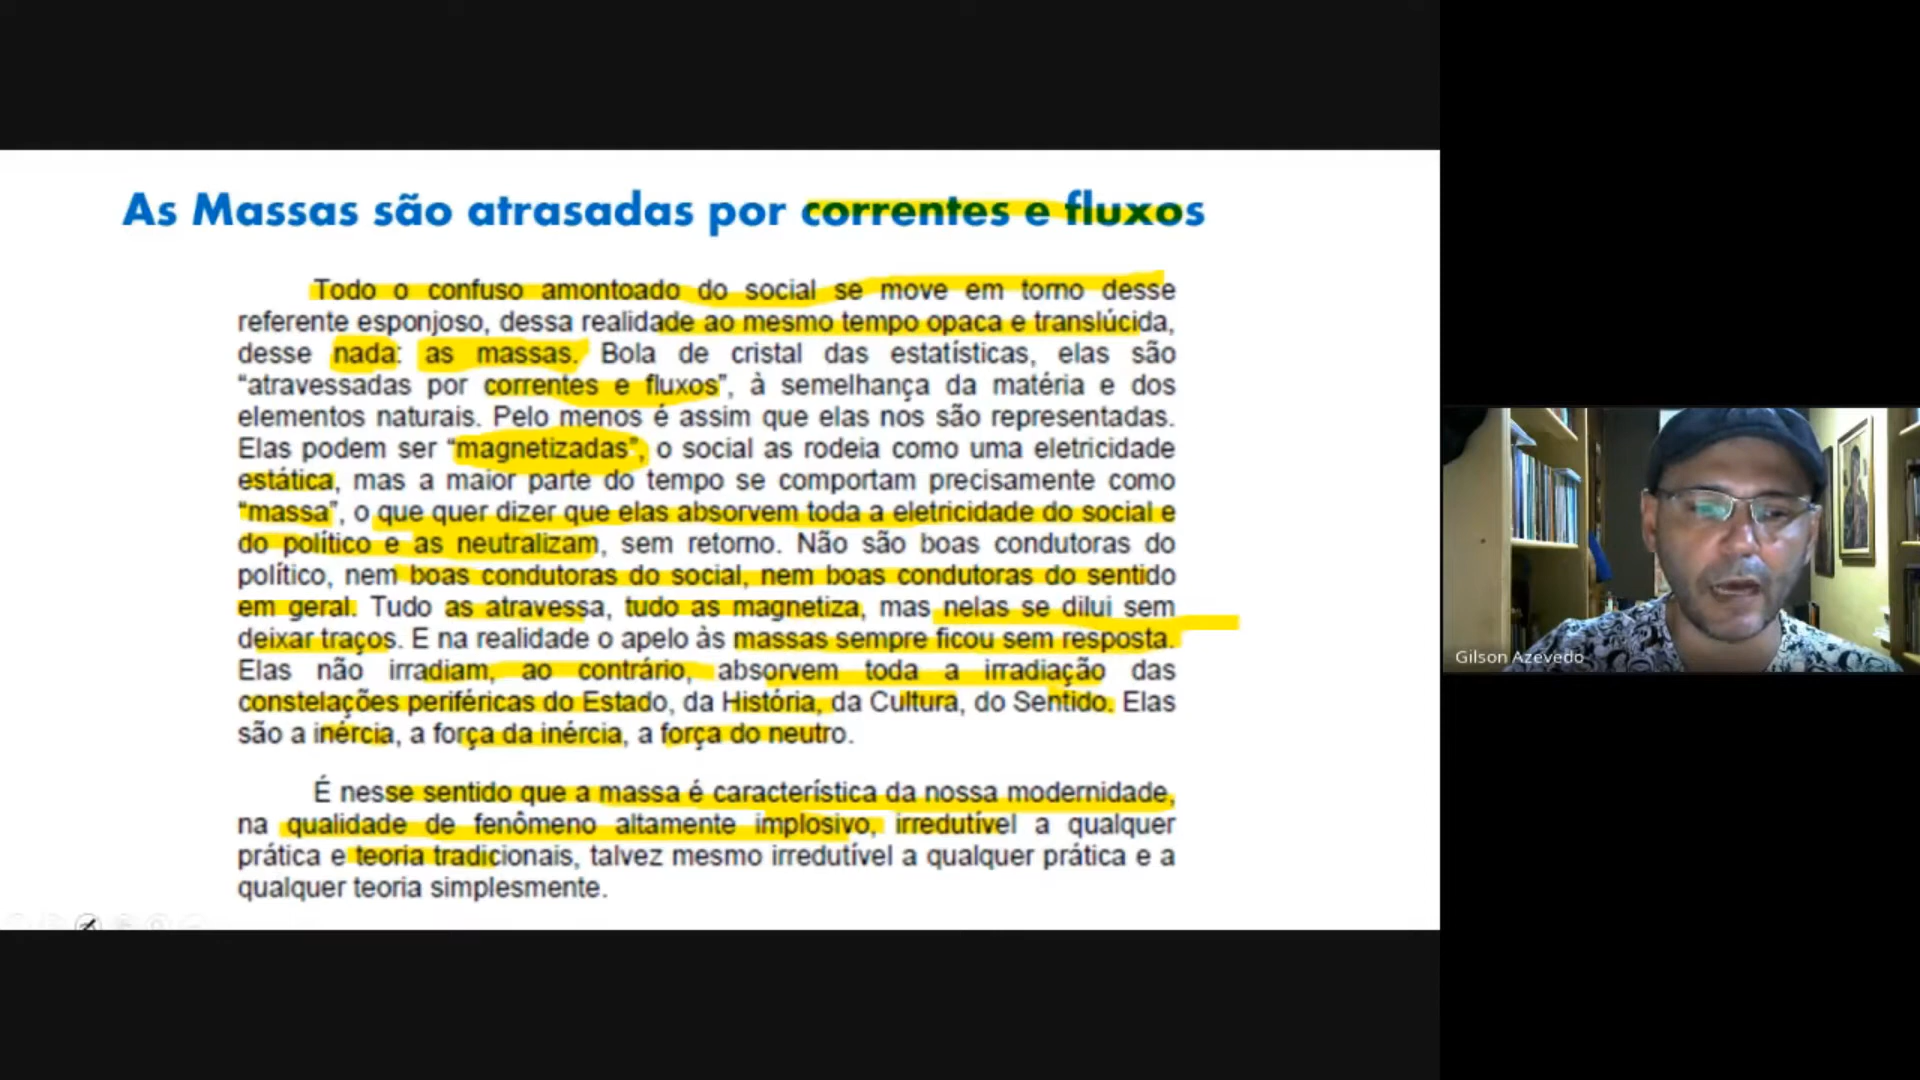 As Massas são atrasadas por correntes e fluxos
Todo o confuso amontoado do social se move em torno desse
referente esponjoso, dessa realidade ao mesmo tempo opaca e translúcida,
desse nada: as massas. Bola de cristal das estatísticas, elas são
“atravessadas por correntes e fluxos”, à semelhança da matéria e dos
elementos naturais. Pelo menos é assim que elas nos são representadas.
Elas podem ser “magnetizadas”, o social as rodeia como uma eletricidade
estática, mas a maior parte do tempo se comportam precisamente como
“massa”, o que quer dizer que elas absorvem toda a eletricidade do social e
do político e as neutralizam, sem retorno. Não são boas condutoras do
político, nem boas condutoras do social, nem boas condutoras do sentido
em geral. Tudo as atravessa, tudo as magnetiza, mas nelas se dilui sem
deixar traços. E na realidade o apelo às massas sempre ficou sem resposta.
Elas não irradiam, ao contrário, absorvem toda a irradiação das
constelações periféricas do Estado, da História, da Cultura, do Sentido. Elas
são a inércia, a força da inércia, a força do neutro.
É nesse sentido que a massa é característica da nossa modernidade,
na qualidade de fenômeno altamente implosivo, irredutível a qualquer
prática e teoria tradicionais, talvez mesmo irredutível a qualquer prática e a
qualquer teoria simplesmente.
Gilson Azevedo